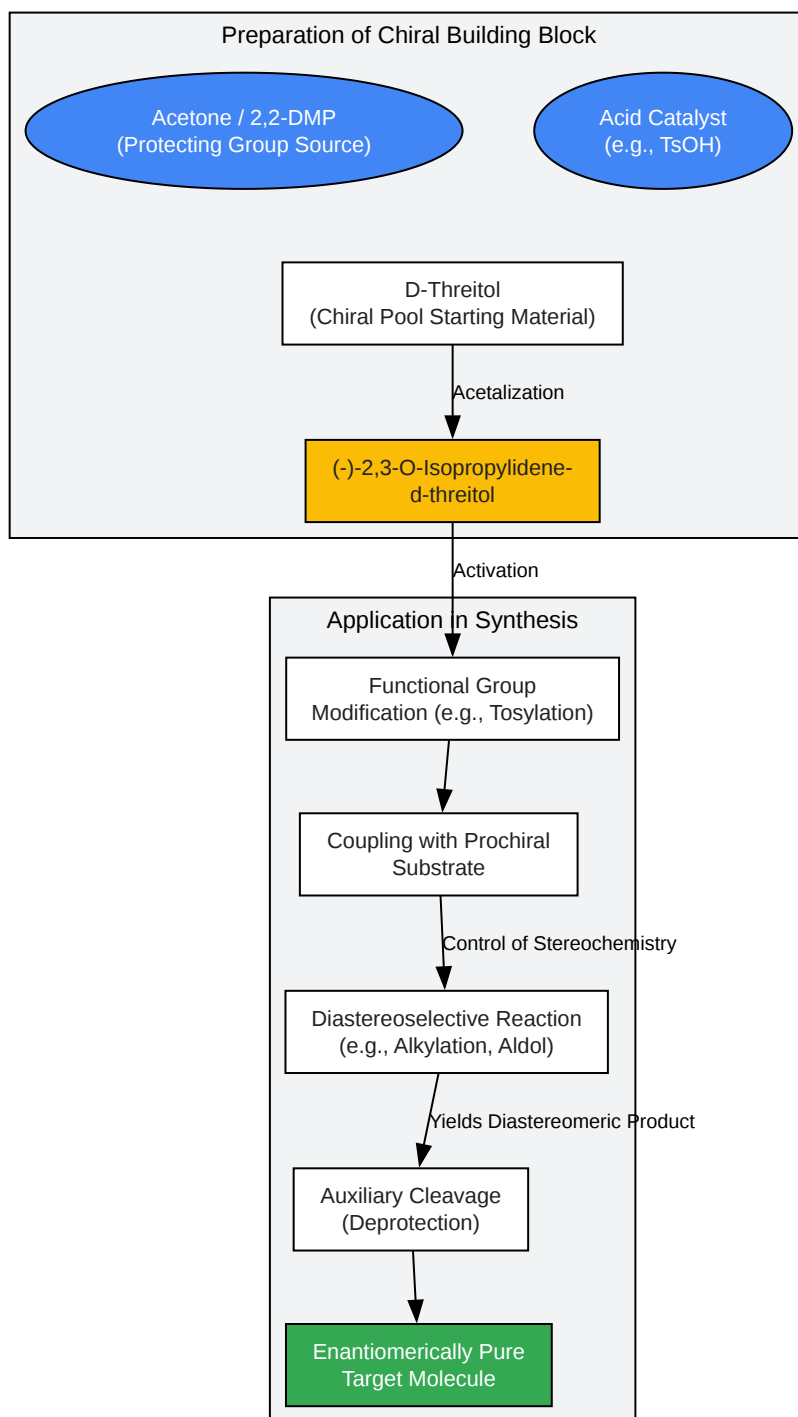 Preparation of Chiral Building Block
Acetone / 2,2-DMP
(Protecting Group Source)
Acid Catalyst
(e.g., TsOH)
D-Threitol
(Chiral Pool Starting Material)
Acetalization
(-)-2,3-O-Isopropylidene-
d-threitol
Activation
Application in Synthesis
Functional Group
Modification (e.g., Tosylation)
Coupling with Prochiral
Substrate
Control of Stereochemistry
Diastereoselective Reaction
(e.g., Alkylation, Aldol)
Yields Diastereomeric Product
Auxiliary Cleavage
(Deprotection)
Enantiomerically Pure
Target Molecule